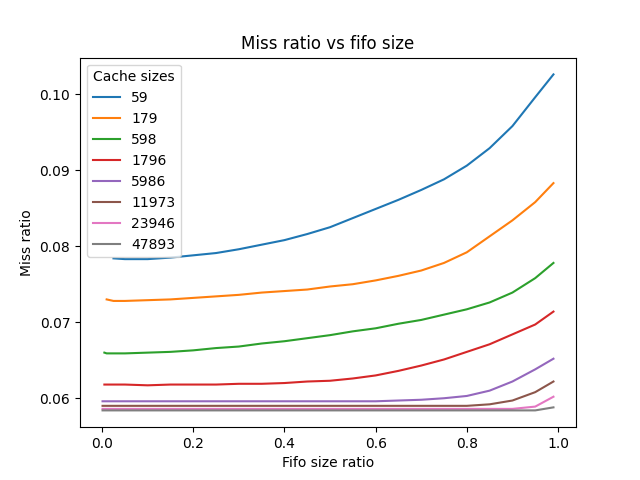 Miss ratio vs fifo size
Cache sizes
59
179
598
1796
5986
11973
23946
47893
0.10
0.09
0.08
0.07
0.06
Miss ratio
0.0 0.2 0.4 0.6 0.8 1.0
Fifo size ratio